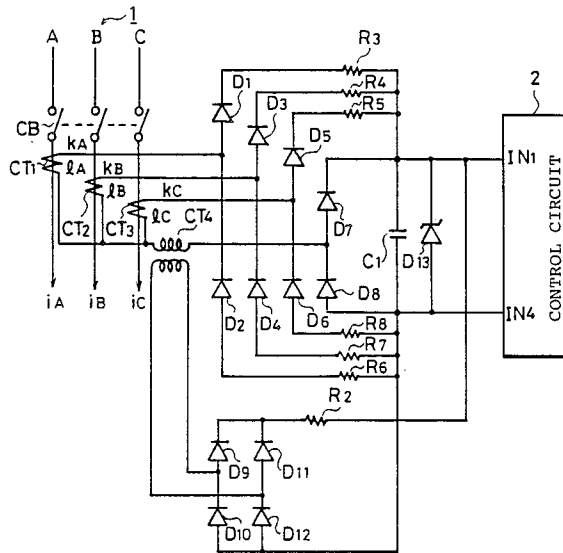 1
A B C
R3
R4
R5
D1
D3
D5
2
CB
kA
CT1
ℓA
kB
ℓB
CT2
kC
CT3
ℓC
CT4
D7
IN1
C1
D13
CONTROL CIRCUIT
iA iB iC
D2
D4
D6
D8
IN4
R8
R7
R6
R2
D9
D11
D10
D12